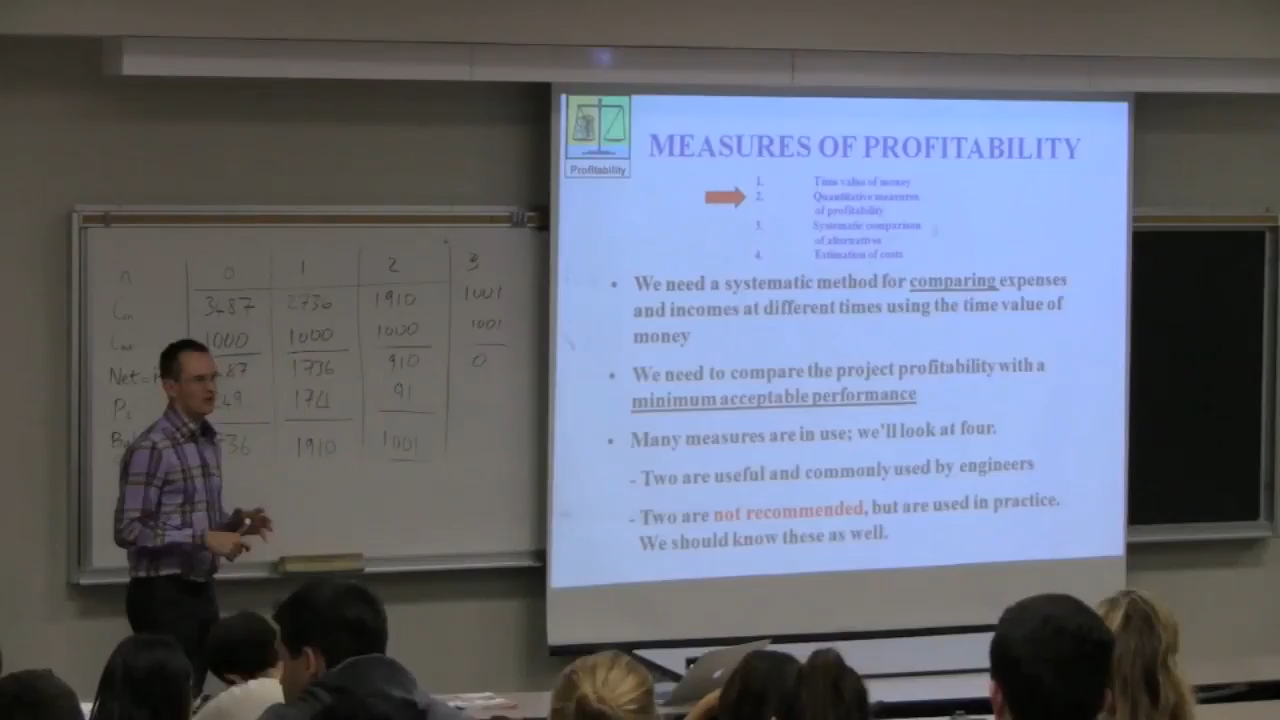 n 0 1 2 3
3487 2736 1910 1001
1000 1000 1000 1001
Net= 87 1736 910 0
49 174 91
36 1910 1001
Profitability
MEASURES OF PROFITABILITY
1. Time value of money
2. Quantitative measures
of profitability
3. Systematic comparison
of alternatives
4. Estimation of costs
• We need a systematic method for comparing expenses
and incomes at different times using the time value of
money
• We need to compare the project profitability with a
minimum acceptable performance
• Many measures are in use; we'll look at four.
- Two are useful and commonly used by engineers
- Two are not recommended, but are used in practice.
We should know these as well.